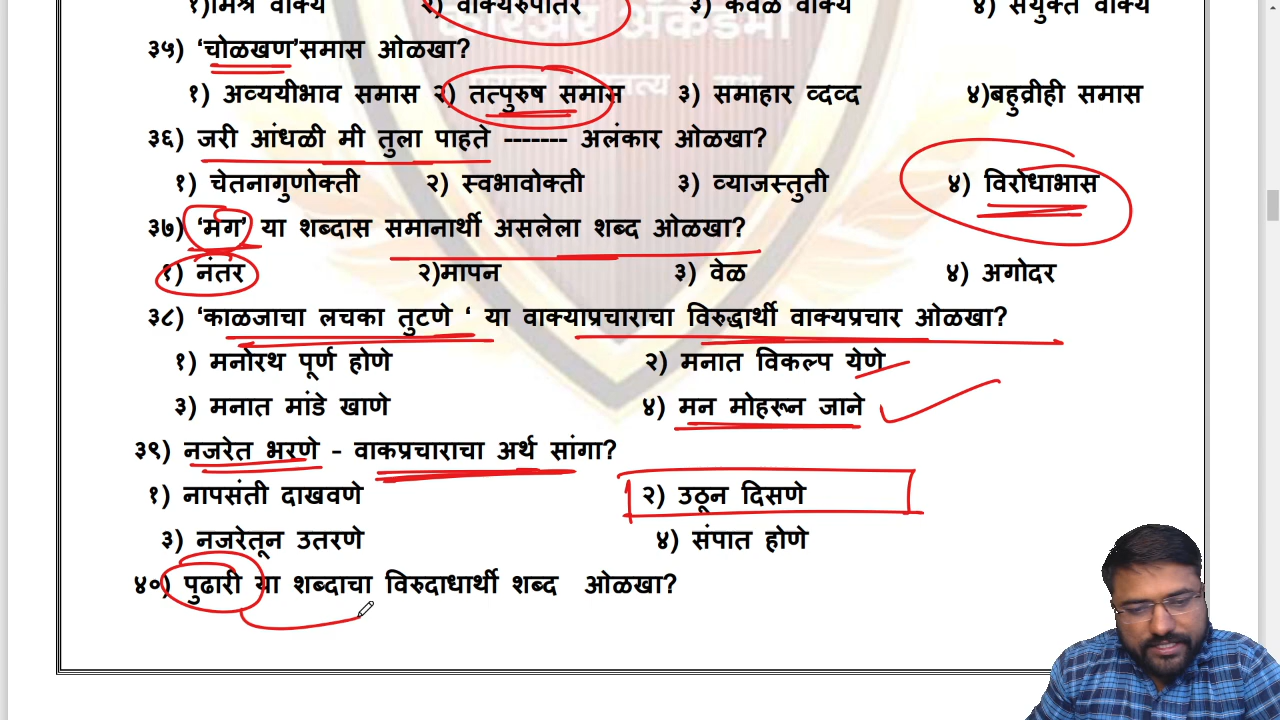 १)मिश्र वाक्य २) वाक्यरुपांतर ३) केवळ वाक्य ४) संयुक्त वाक्य
करिअर अकॅडमी
३५) ‘चोळखण’समास ओळखा?
१) अव्ययीभाव समास २) तत्पुरुष समास ३) समाहार व्दव्द ४)बहुव्रीही समास
३६) जरी आंधळी मी तुला पाहते ------- अलंकार ओळखा?
१) चेतनागुणोक्ती २) स्वभावोक्ती ३) व्याजस्तुती ४) विरोधाभास
३७) ‘मग’ या शब्दास समानार्थी असलेला शब्द ओळखा?
१) नंतर २)मापन ३) वेळ ४) अगोदर
३८) ‘काळजाचा लचका तुटणे ‘ या वाक्याप्रचाराचा विरुद्धार्थी वाक्यप्रचार ओळखा?
१) मनोरथ पूर्ण होणे २) मनात विकल्प येणे
३) मनात मांडे खाणे ४) मन मोहरून जाने
३९) नजरेत भरणे – वाकप्रचाराचा अर्थ सांगा?
१) नापसंती दाखवणे २) उठून दिसणे
३) नजरेतून उतरणे ४) संपात होणे
४०) पुढारी या शब्दाचा विरुदाधार्थी शब्द ओळखा?